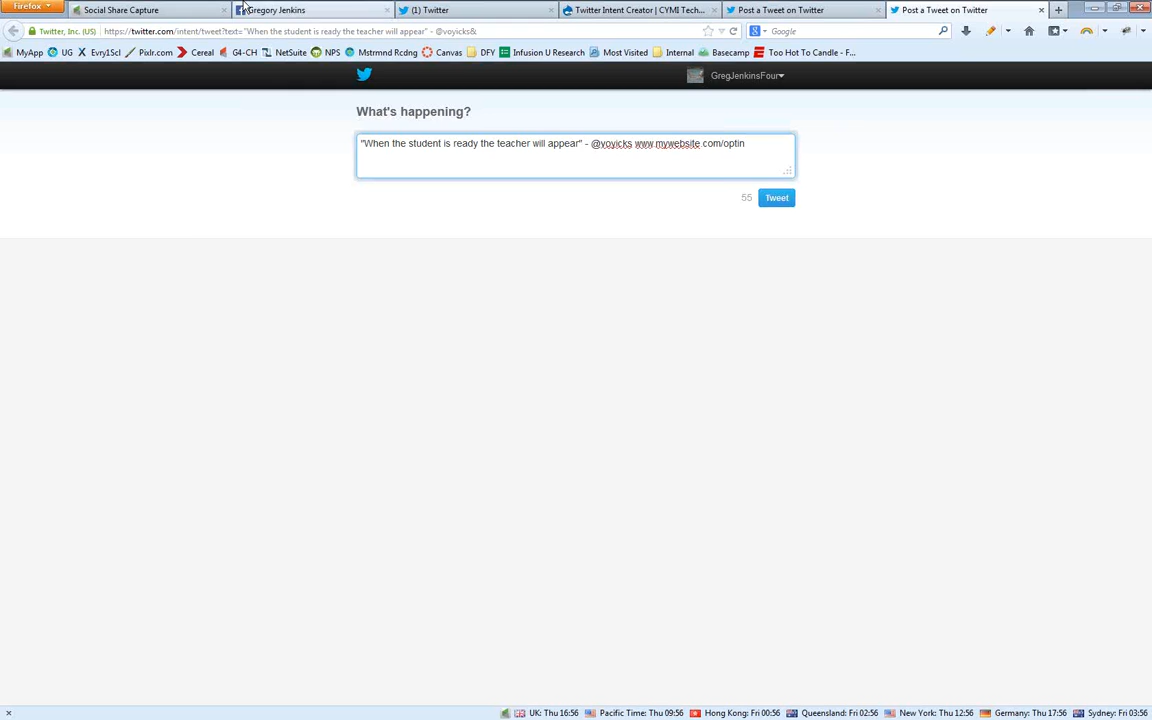 Firefox
Social Share Capture
Gregory Jenkins
(1) Twitter
Twitter Intent Creator | CYMI Tech...
Post a Tweet on Twitter
Post a Tweet on Twitter
Twitter, Inc. (US)
https://twitter.com/intent/tweet?text="When the student is ready the teacher will appear" - @yoyicks&
Google
MyApp
UG
Evry1Scl
Pixlr.com
Cereal
G4-CH
NetSuite
NPS
Mstrmnd Rcdng
Canvas
DFY
Infusion U Research
Most Visited
Internal
Basecamp
Too Hot To Candle - F...
GregJenkinsFour
What's happening?
"When the student is ready the teacher will appear" - @yoyicks www.mywebsite.com/optin
55
Tweet
UK: Thu 16:56
Pacific Time: Thu 09:56
Hong Kong: Fri 00:56
Queensland: Fri 02:56
New York: Thu 12:56
Germany: Thu 17:56
Sydney: Fri 03:56